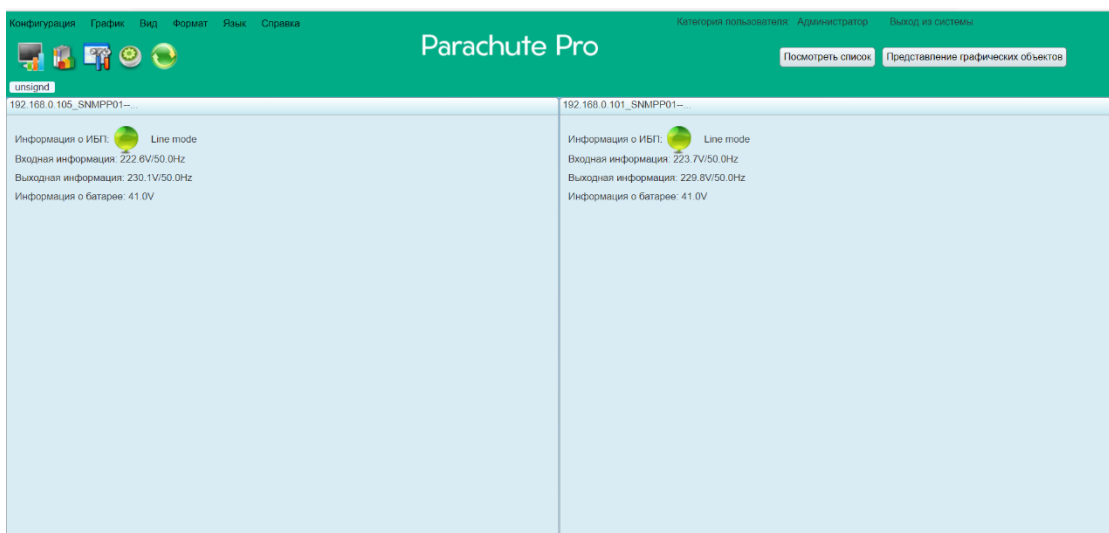 Конфигурация График Вид Формат Язык Справка
Категория пользователя: Администратор Выход из системы
Parachute Pro
Посмотреть список Представление графических объектов
unsignd
192.168.0.105_SNMPP01--...
Информация о ИБП: Line mode
Входная информация: 222.6V/50.0Hz
Выходная информация: 230.1V/50.0Hz
Информация о батарее: 41.0V
192.168.0.101_SNMPP01--...
Информация о ИБП: Line mode
Входная информация: 223.7V/50.0Hz
Выходная информация: 229.8V/50.0Hz
Информация о батарее: 41.0V